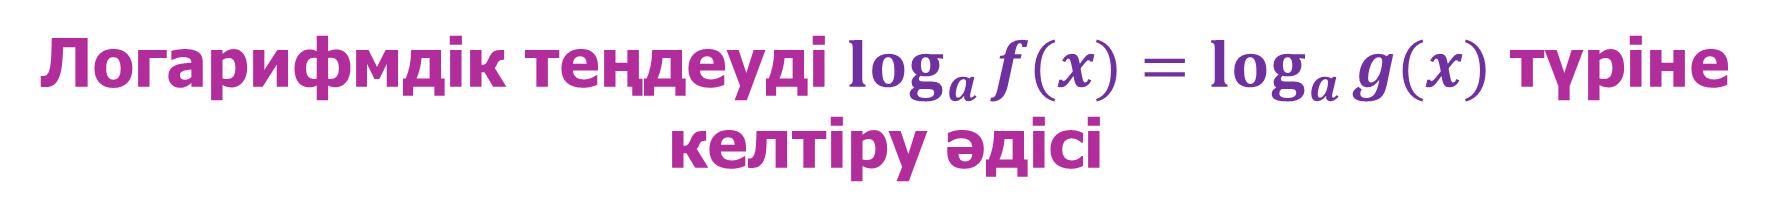 Логарифмдік теңдеуді logₐ f(x) = logₐ g(x) түріне
келтіру әдісі